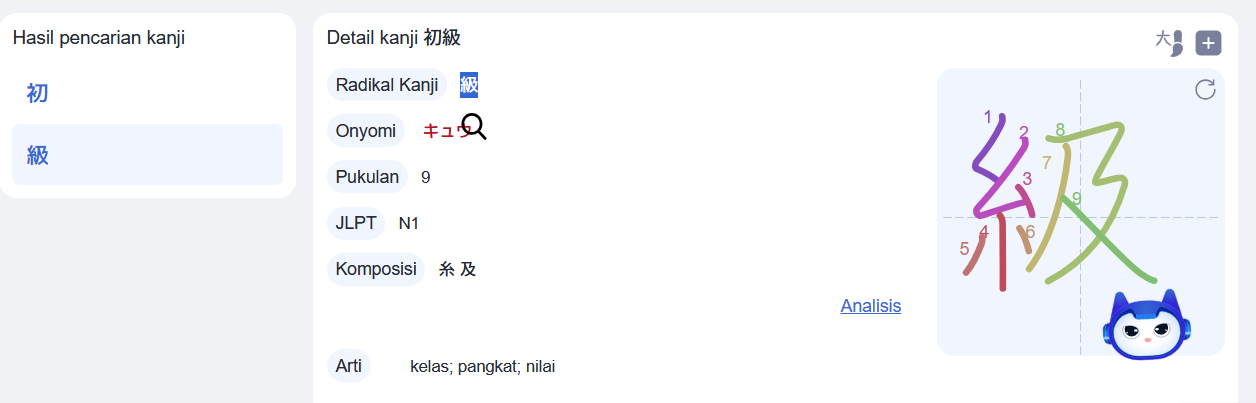 Hasil pencarian kanji
初
級
Detail kanji 初級
大
Radikal Kanji 級
Onyomi キュウ
Pukulan 9
JLPT N1
Komposisi 糸 及
Analisis
Arti kelas; pangkat; nilai
1
2
8
7
3
9
4
6
5
級